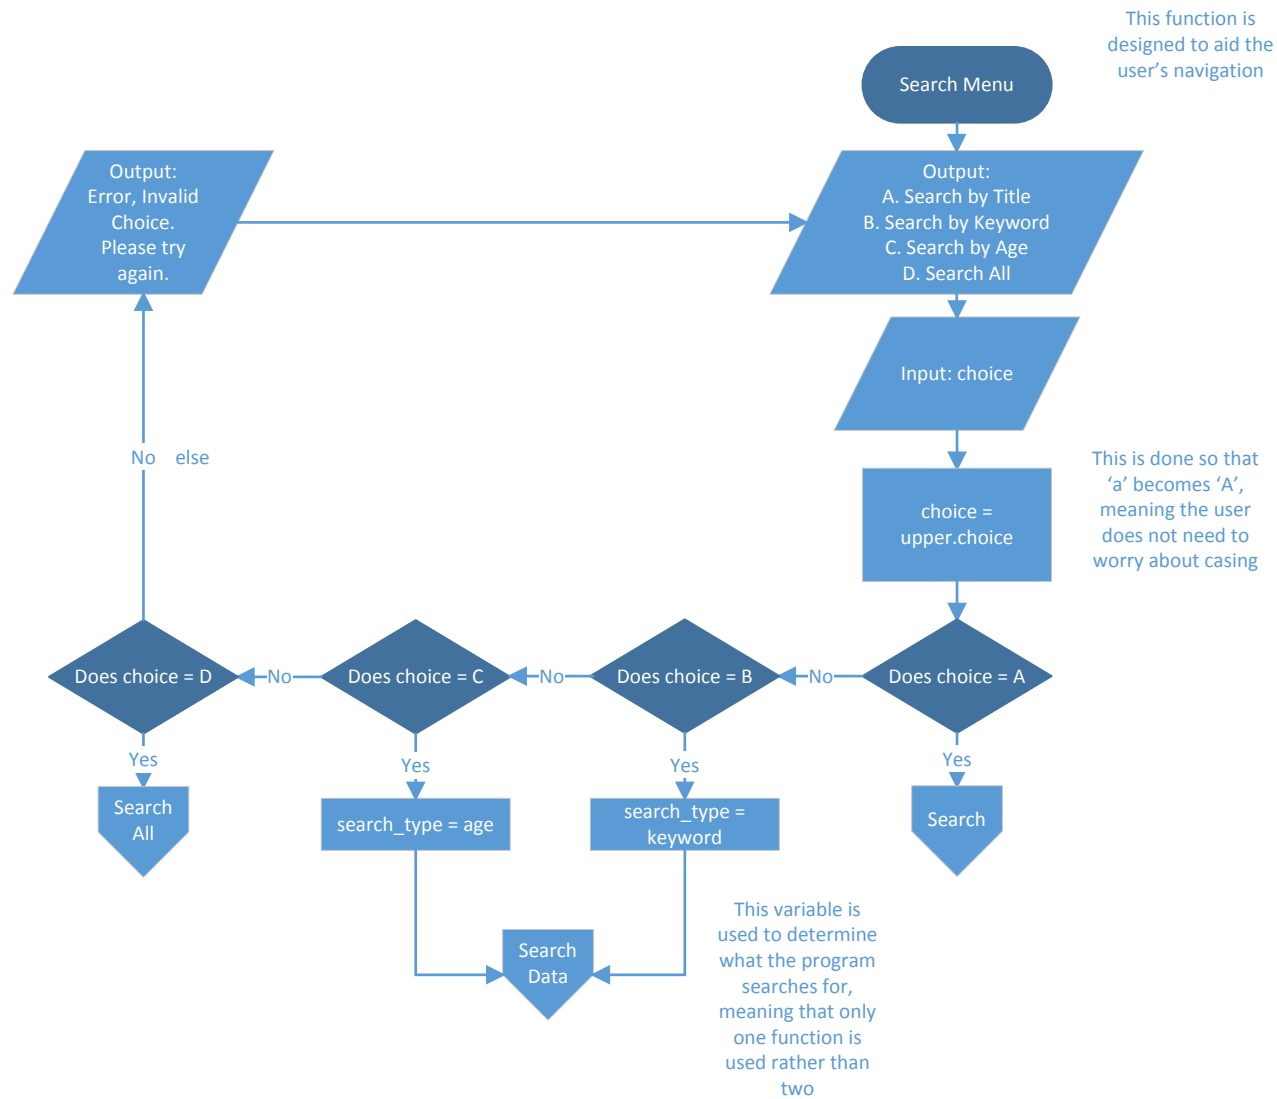 This function is
designed to aid the
user's navigation
Search Menu
Output:
A. Search by Title
B. Search by Keyword
C. Search by Age
D. Search All
Output:
Error, Invalid
Choice.
Please try
again.
Input: choice
choice =
upper.choice
This is done so that
‘a’ becomes ‘A’,
meaning the user
does not need to
worry about casing
No else
Does choice = A
No
Does choice = B
No
Does choice = C
No
Does choice = D
Yes
Yes
Yes
Yes
Search
search_type =
keyword
search_type = age
Search
All
Search
Data
This variable is
used to determine
what the program
searches for,
meaning that only
one function is
used rather than
two